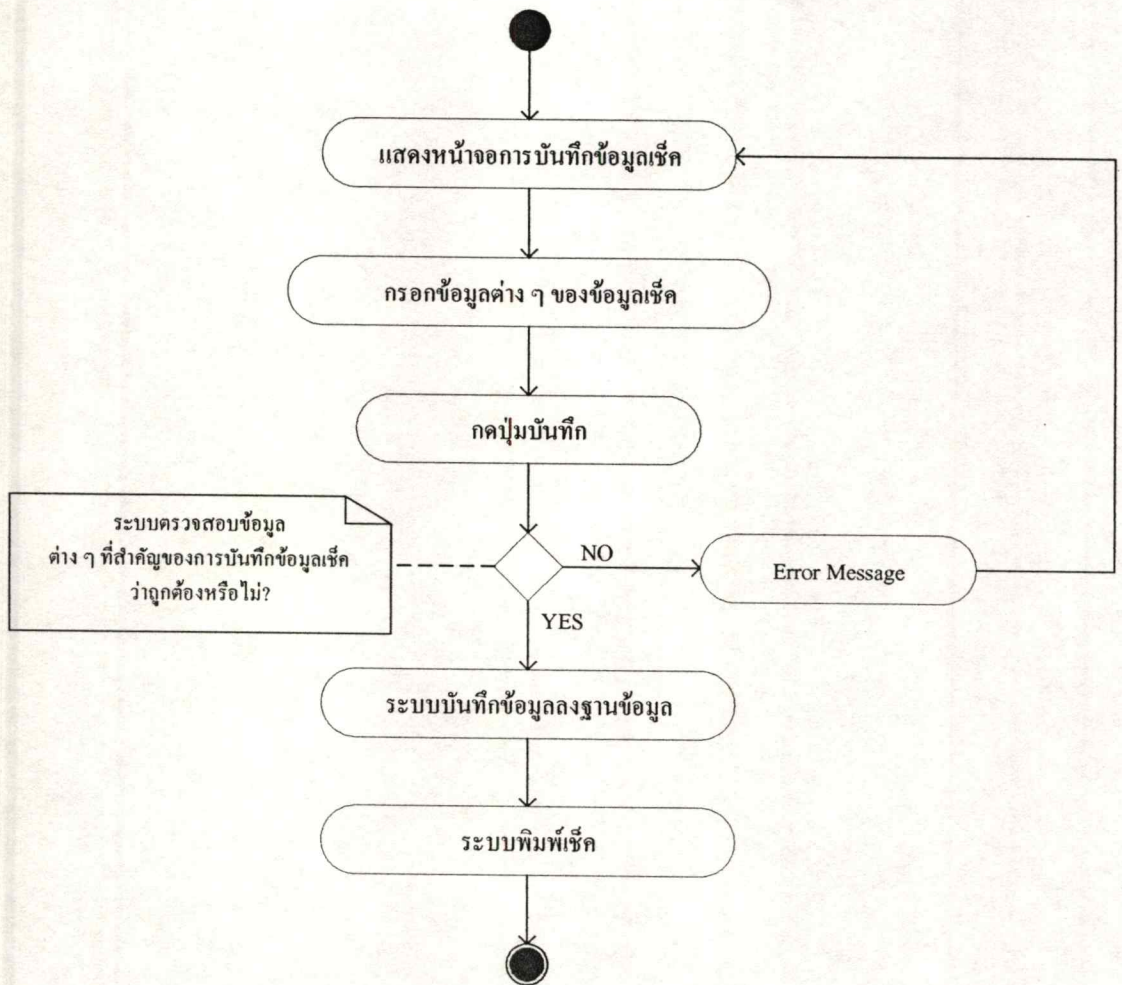 แสดงหน้าจอการบันทึกข้อมูลเช็ค
กรอกข้อมูลต่าง ๆ ของข้อมูลเช็ค
กดปุ่มบันทึก
ระบบตรวจสอบข้อมูล
ต่าง ๆ ที่สำคัญของการบันทึกข้อมูลเช็ค
ว่าถูกต้องหรือไม่?
NO
Error Message
YES
ระบบบันทึกข้อมูลลงฐานข้อมูล
ระบบพิมพ์เช็ค